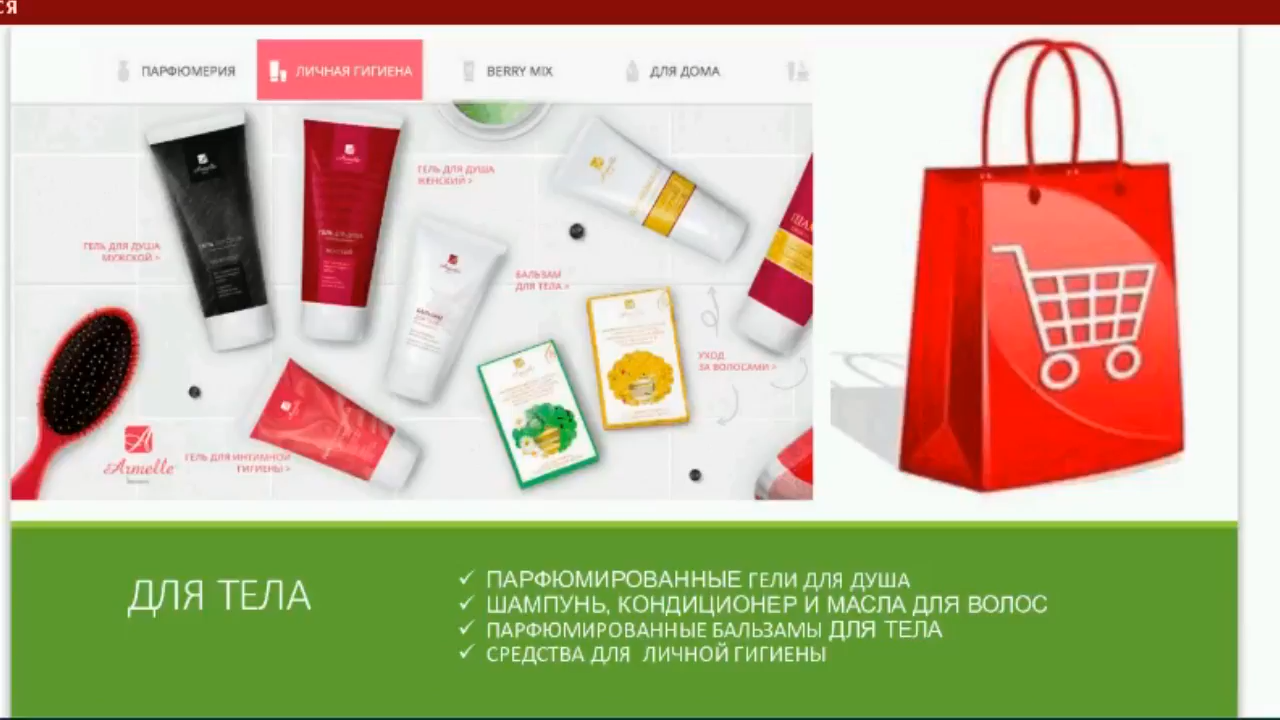 СЯ
ПАРФЮМЕРИЯ
ЛИЧНАЯ ГИГИЕНА
BERRY MIX
ДЛЯ ДОМА
ГЕЛЬ ДЛЯ ДУША
ЖЕНСКИЙ >
ГЕЛЬ ДЛЯ ДУША
МУЖСКОЙ >
БАЛЬЗАМ
ДЛЯ ТЕЛА >
УХОД
ЗА ВОЛОСАМИ >
ГЕЛЬ ДЛЯ ИНТИМНОЙ
ГИГИЕНЫ >
Armelle
ДЛЯ ТЕЛА
✓ ПАРФЮМИРОВАННЫЕ ГЕЛИ ДЛЯ ДУША
✓ ШАМПУНЬ, КОНДИЦИОНЕР И МАСЛА ДЛЯ ВОЛОС
✓ ПАРФЮМИРОВАННЫЕ БАЛЬЗАМЫ ДЛЯ ТЕЛА
✓ СРЕДСТВА ДЛЯ ЛИЧНОЙ ГИГИЕНЫ